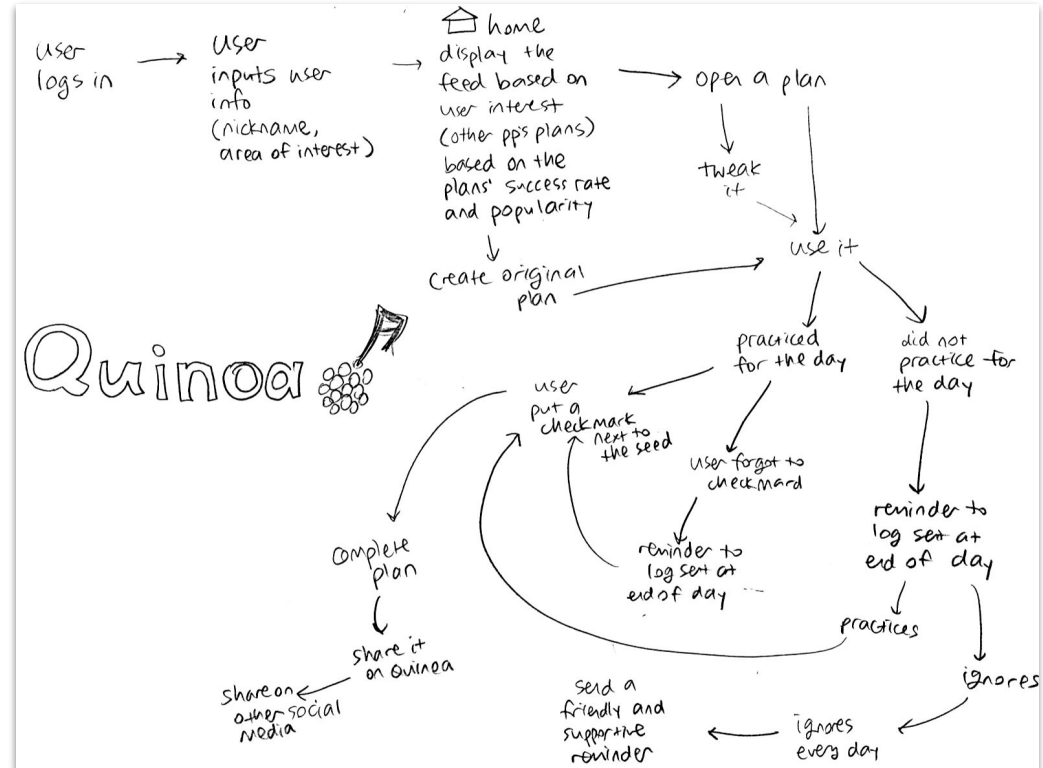 user
logs in
user
inputs user
info
(nickname,
area of interest)
home
display the
feed based on
user interest
(other pp's plans)
based on the
plans' success rate
and popularity
create original
plan
open a plan
tweak
it
use it
Quinoa
practiced
for the day
did not
practice for
the day
user
put a
checkmark
next to
the seed
user forgot to
checkmard
reminder to
log sent at
end of day ...
reminder to
log sent at
end of day
practices
ignores
ignores
every day
send a
friendly and
supportive
reminder
complete
plan
share it
on Quinoa
share on
other social
media